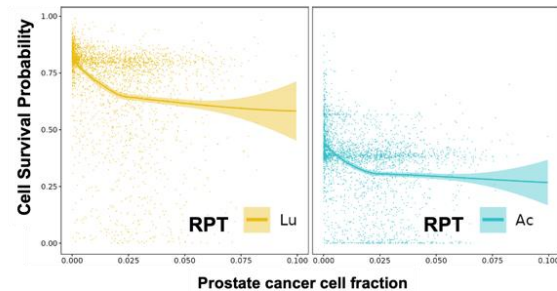 Cell Survival Probability
1.00
0.75
0.50
0.25
0.00
RPT Lu
RPT Ac
0.000 0.025 0.050 0.075 0.100 0.000 0.025 0.050 0.075 0.100
Prostate cancer cell fraction